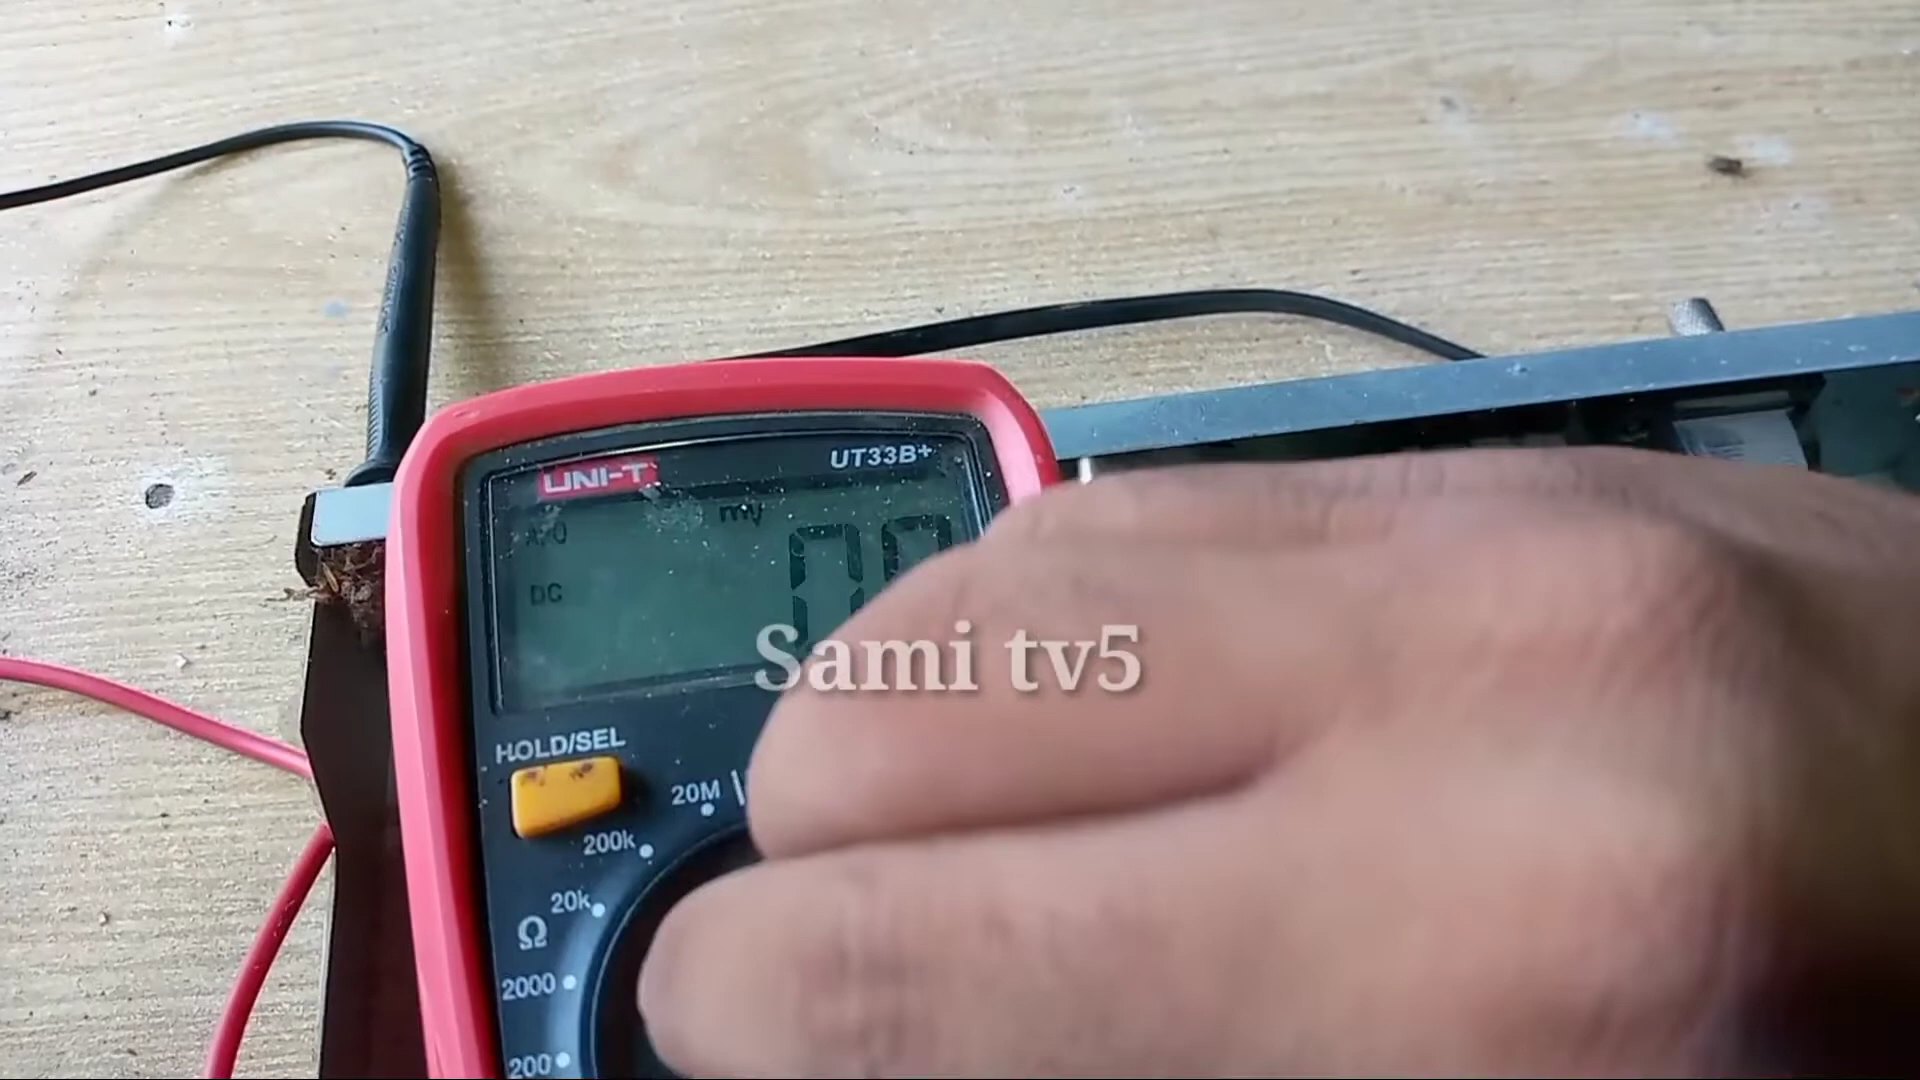 UNI-T
UT33B+
mV
DC
HOLD/SEL
20M
200k
20k
Ω
2000
200
Sami tv5